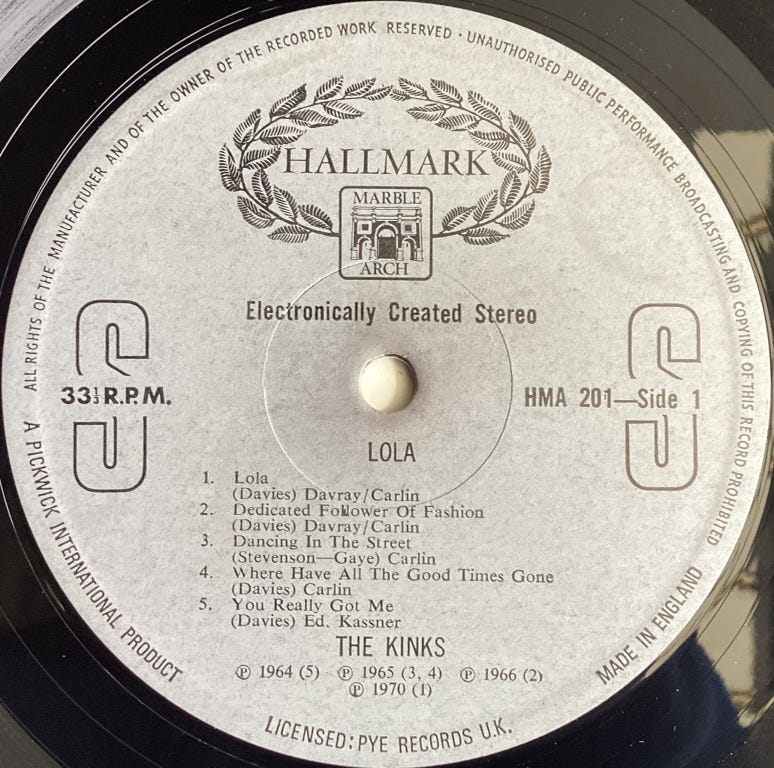 ALL RIGHTS OF THE MANUFACTURER AND OF THE OWNER OF THE RECORDED WORK RESERVED · UNAUTHORISED PUBLIC PERFORMANCE BROADCASTING AND COPYING OF THIS RECORD PROHIBITED
HALLMARK
MARBLE
ARCH
Electronically Created Stereo
33⅓ R.P.M.
HMA 201—Side 1
LOLA
1. Lola
(Davies) Davray/Carlin
2. Dedicated Follower Of Fashion
(Davies) Davray/Carlin
3. Dancing In The Street
(Stevenson—Gaye) Carlin
4. Where Have All The Good Times Gone
(Davies) Carlin
5. You Really Got Me
(Davies) Ed. Kassner
THE KINKS
℗ 1964 (5) ℗ 1965 (3, 4) ℗ 1966 (2)
℗ 1970 (1)
A PICKWICK INTERNATIONAL PRODUCT
LICENSED: PYE RECORDS U.K.
MADE IN ENGLAND